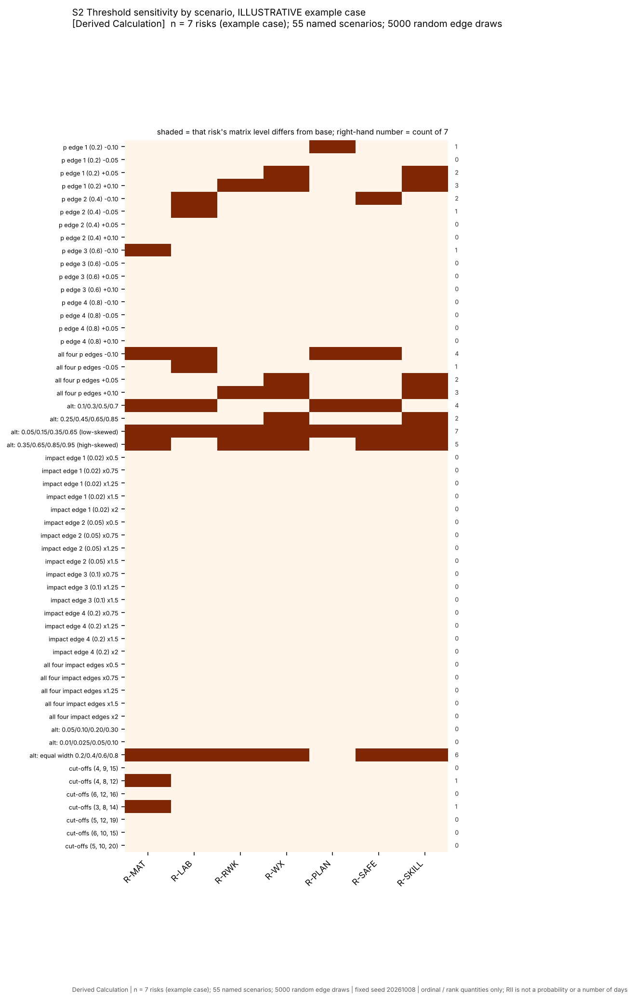 S2 Threshold sensitivity by scenario, ILLUSTRATIVE example case
[Derived Calculation]  n = 7 risks (example case); 55 named scenarios; 5000 random edge draws
shaded = that risk's matrix level differs from base; right-hand number = count of 7
p edge 1 (0.2) -0.10 1
p edge 1 (0.2) -0.05 0
p edge 1 (0.2) +0.05 2
p edge 1 (0.2) +0.10 3
p edge 2 (0.4) -0.10 2
p edge 2 (0.4) -0.05 1
p edge 2 (0.4) +0.05 0
p edge 2 (0.4) +0.10 0
p edge 3 (0.6) -0.10 1
p edge 3 (0.6) -0.05 0
p edge 3 (0.6) +0.05 0
p edge 3 (0.6) +0.10 0
p edge 4 (0.8) -0.10 0
p edge 4 (0.8) -0.05 0
p edge 4 (0.8) +0.05 0
p edge 4 (0.8) +0.10 0
all four p edges -0.10 4
all four p edges -0.05 1
all four p edges +0.05 2
all four p edges +0.10 3
alt: 0.1/0.3/0.5/0.7 4
alt: 0.25/0.45/0.65/0.85 2
alt: 0.05/0.15/0.35/0.65 (low-skewed) 7
alt: 0.35/0.65/0.85/0.95 (high-skewed) 5
impact edge 1 (0.02) x0.5 0
impact edge 1 (0.02) x0.75 0
impact edge 1 (0.02) x1.25 0
impact edge 1 (0.02) x1.5 0
impact edge 1 (0.02) x2 0
impact edge 2 (0.05) x0.5 0
impact edge 2 (0.05) x0.75 0
impact edge 2 (0.05) x1.25 0
impact edge 2 (0.05) x1.5 0
impact edge 3 (0.1) x0.75 0
impact edge 3 (0.1) x1.25 0
impact edge 3 (0.1) x1.5 0
impact edge 4 (0.2) x0.75 0
impact edge 4 (0.2) x1.25 0
impact edge 4 (0.2) x1.5 0
impact edge 4 (0.2) x2 0
all four impact edges x0.5 0
all four impact edges x0.75 0
all four impact edges x1.25 0
all four impact edges x1.5 0
all four impact edges x2 0
alt: 0.05/0.10/0.20/0.30 0
alt: 0.01/0.025/0.05/0.10 0
alt: equal width 0.2/0.4/0.6/0.8 6
cut-offs (4, 9, 15) 0
cut-offs (4, 8, 12) 1
cut-offs (6, 12, 16) 0
cut-offs (3, 8, 14) 1
cut-offs (5, 12, 19) 0
cut-offs (6, 10, 15) 0
cut-offs (5, 10, 20) 0
R-MAT R-LAB R-RWK R-WX R-PLAN R-SAFE R-SKILL
Derived Calculation | n = 7 risks (example case); 55 named scenarios; 5000 random edge draws | fixed seed 20261008 | ordinal / rank quantities only; RII is not a probability or a number of days